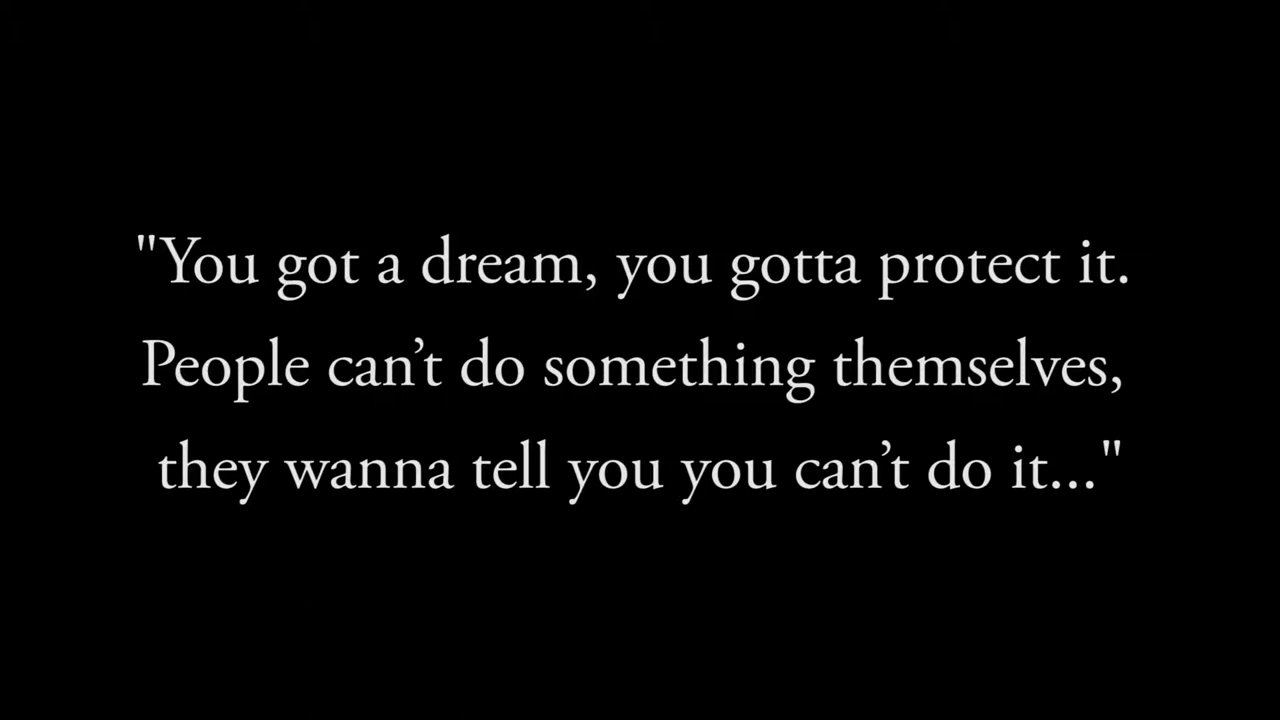 "You got a dream, you gotta protect it.
People can’t do something themselves,
they wanna tell you you can’t do it..."